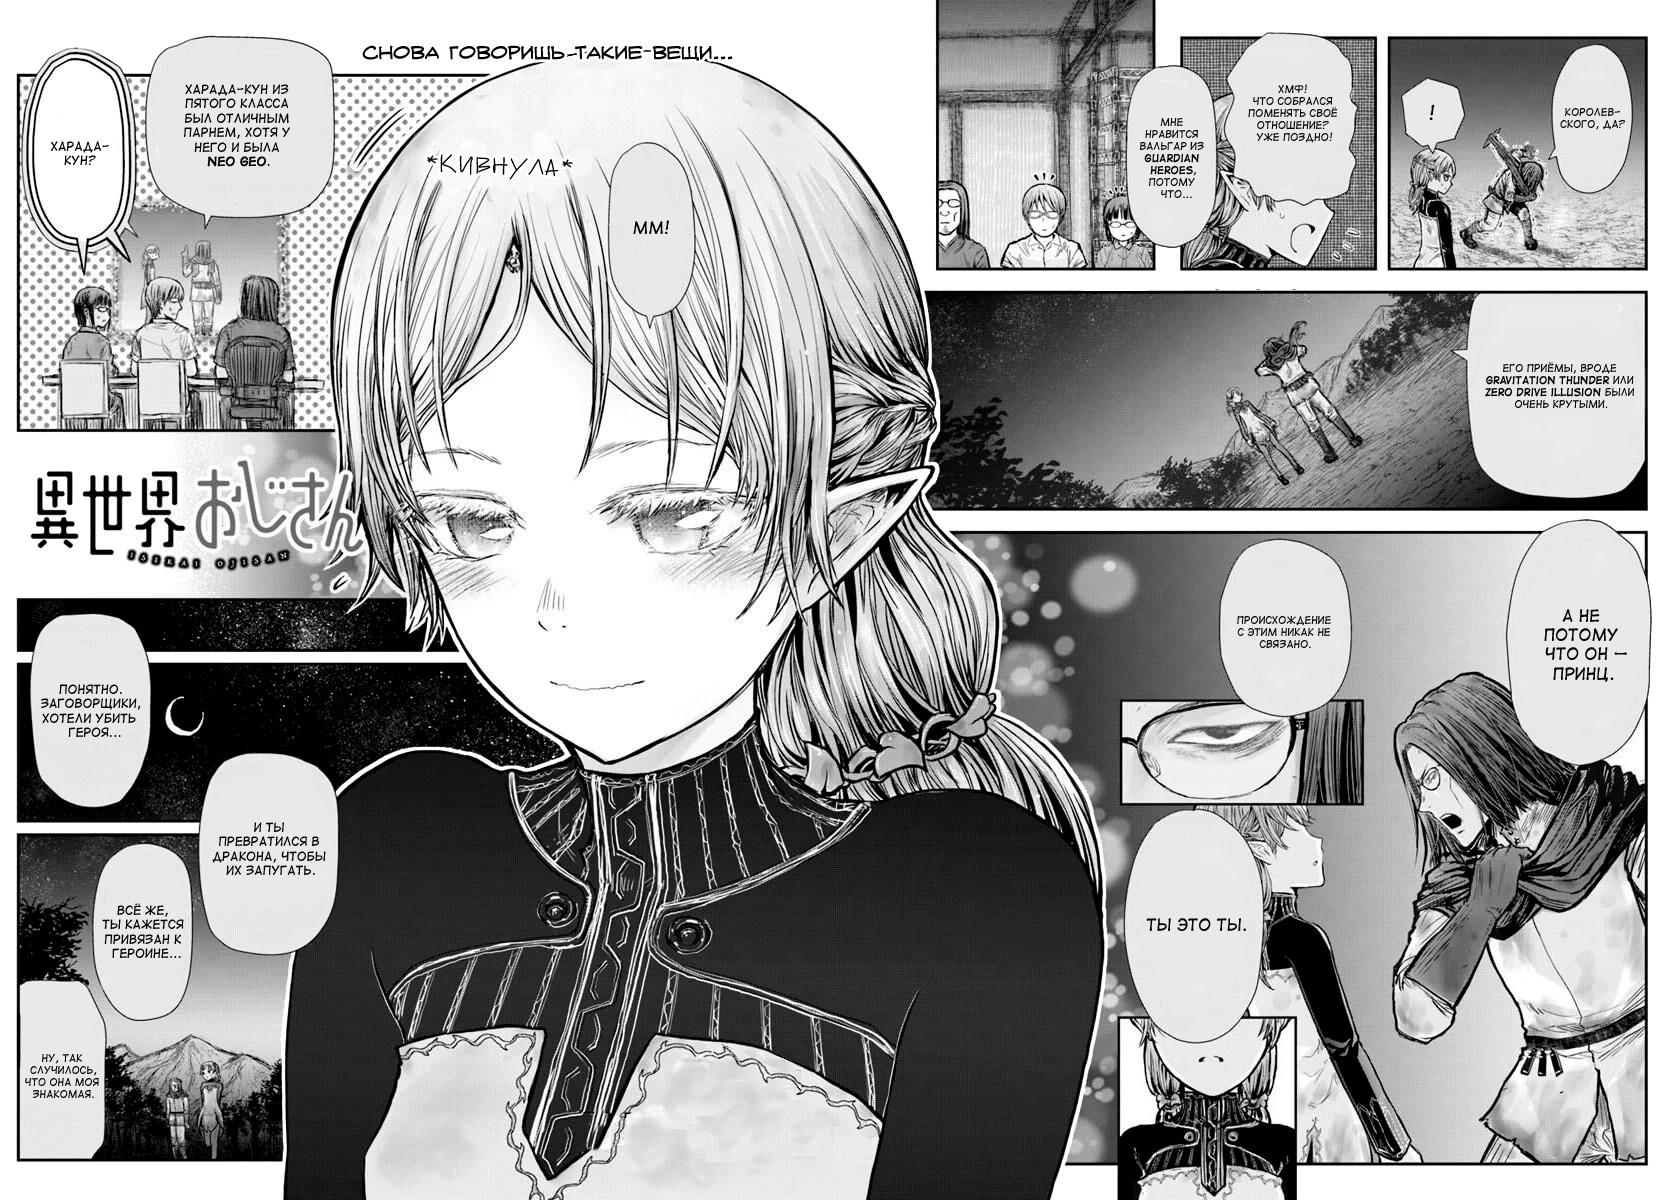 КОРОЛЕВ-
СКОГО, ДА?
!
ХМФ!
ЧТО СОБРАЛСЯ
ПОМЕНЯТЬ СВОЁ
ОТНОШЕНИЕ?
УЖЕ ПОЗДНО!
МНЕ
НРАВИТСЯ
ВАЛЬГАР ИЗ
GUARDIAN
HEROES,
ПОТОМУ
ЧТО...
ЕГО ПРИЁМЫ, ВРОДЕ
GRAVITATION THUNDER ИЛИ
ZERO DRIVE ILLUSION БЫЛИ
ОЧЕНЬ КРУТЫМИ.
А НЕ
ПОТОМУ
ЧТО ОН –
ПРИНЦ.
ПРОИСХОЖДЕНИЕ
С ЭТИМ НИКАК НЕ
СВЯЗАНО.
ТЫ ЭТО ТЫ.
СНОВА ГОВОРИШЬ ТАКИЕ ВЕЩИ...
*КИВНУЛА*
ММ!
ХАРАДА-КУН ИЗ
ПЯТОГО КЛАССА
БЫЛ ОТЛИЧНЫМ
ПАРНЕМ, ХОТЯ У
НЕГО И БЫЛА
NEO GEO.
ХАРАДА-
КУН?
異世界おじさん
ISEKAI OJISAN
ПОНЯТНО.
ЗАГОВОРЩИКИ,
ХОТЕЛИ УБИТЬ
ГЕРОЯ...
И ТЫ
ПРЕВРАТИЛСЯ В
ДРАКОНА, ЧТОБЫ
ИХ ЗАПУГАТЬ.
ВСЁ ЖЕ,
ТЫ КАЖЕТСЯ
ПРИВЯЗАН К
ГЕРОИНЕ...
НУ, ТАК
СЛУЧИЛОСЬ,
ЧТО ОНА МОЯ
ЗНАКОМАЯ.